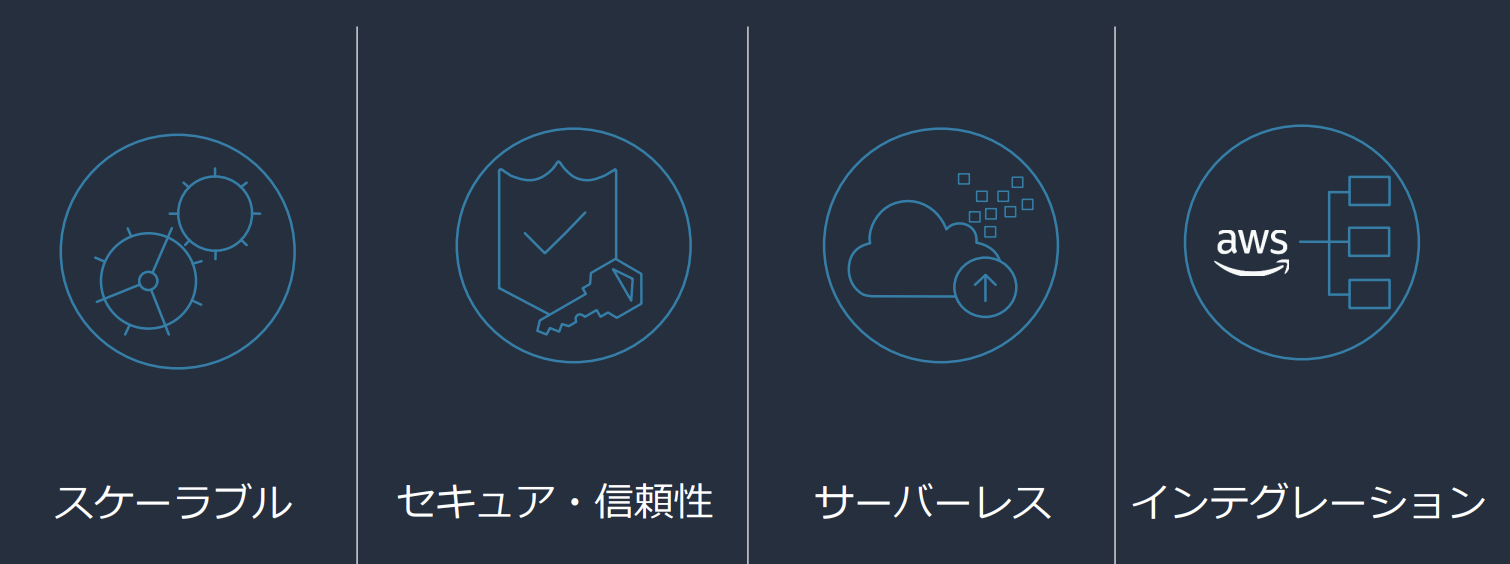 aws
スケーラブル
セキュア・信頼性
サーバーレス
インテグレーション